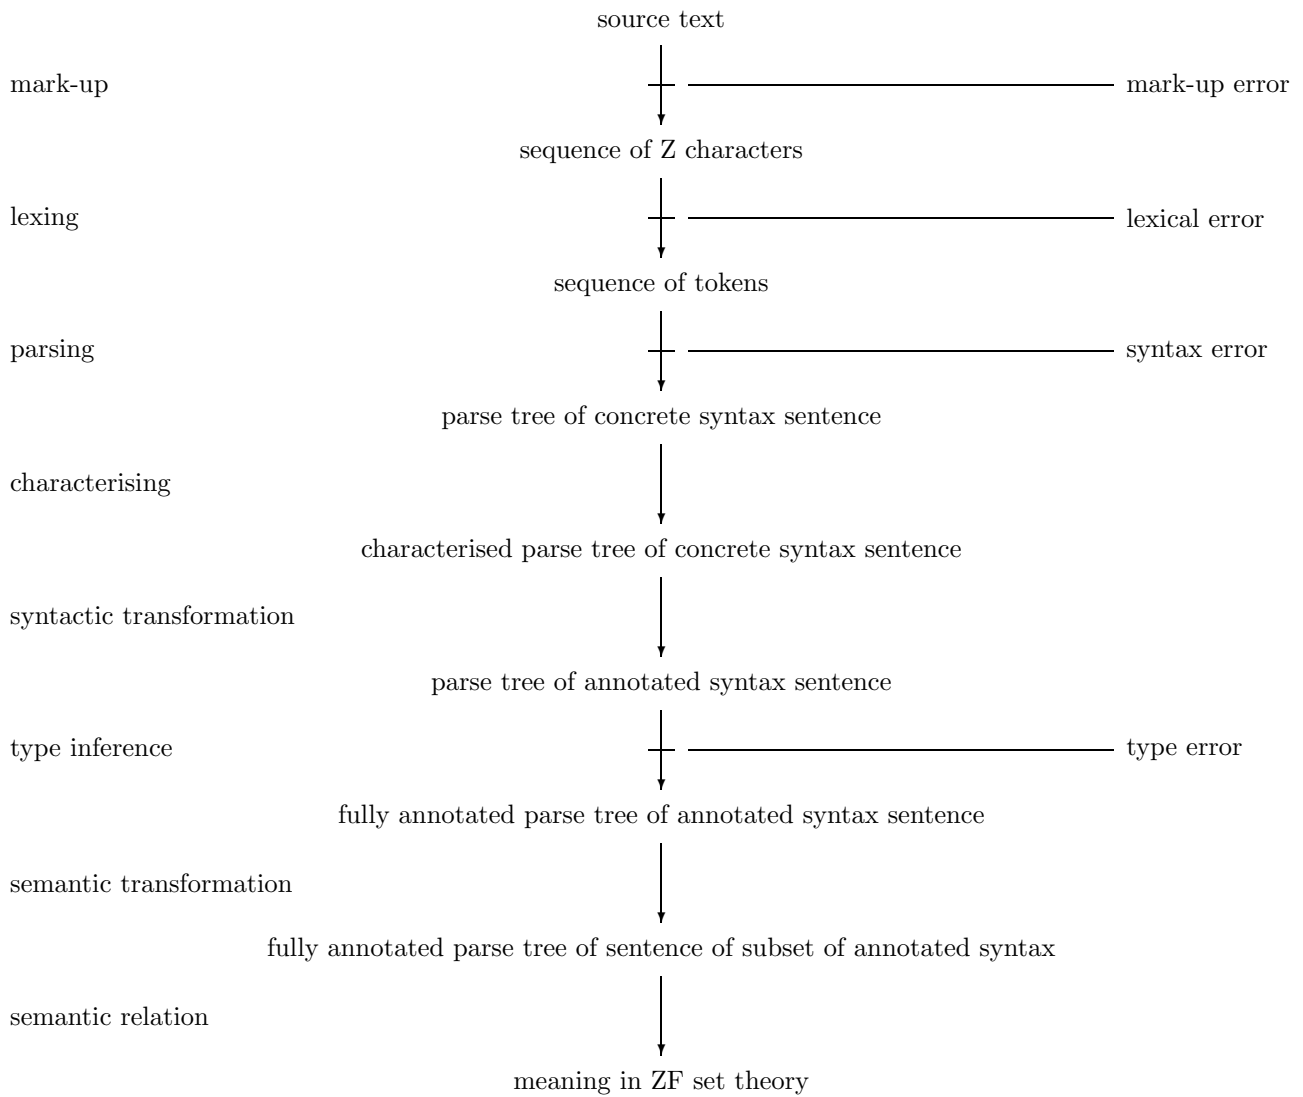 source text
mark-up
mark-up error
sequence of Z characters
lexing
lexical error
sequence of tokens
parsing
syntax error
parse tree of concrete syntax sentence
characterising
characterised parse tree of concrete syntax sentence
syntactic transformation
parse tree of annotated syntax sentence
type inference
type error
fully annotated parse tree of annotated syntax sentence
semantic transformation
fully annotated parse tree of sentence of subset of annotated syntax
semantic relation
meaning in ZF set theory